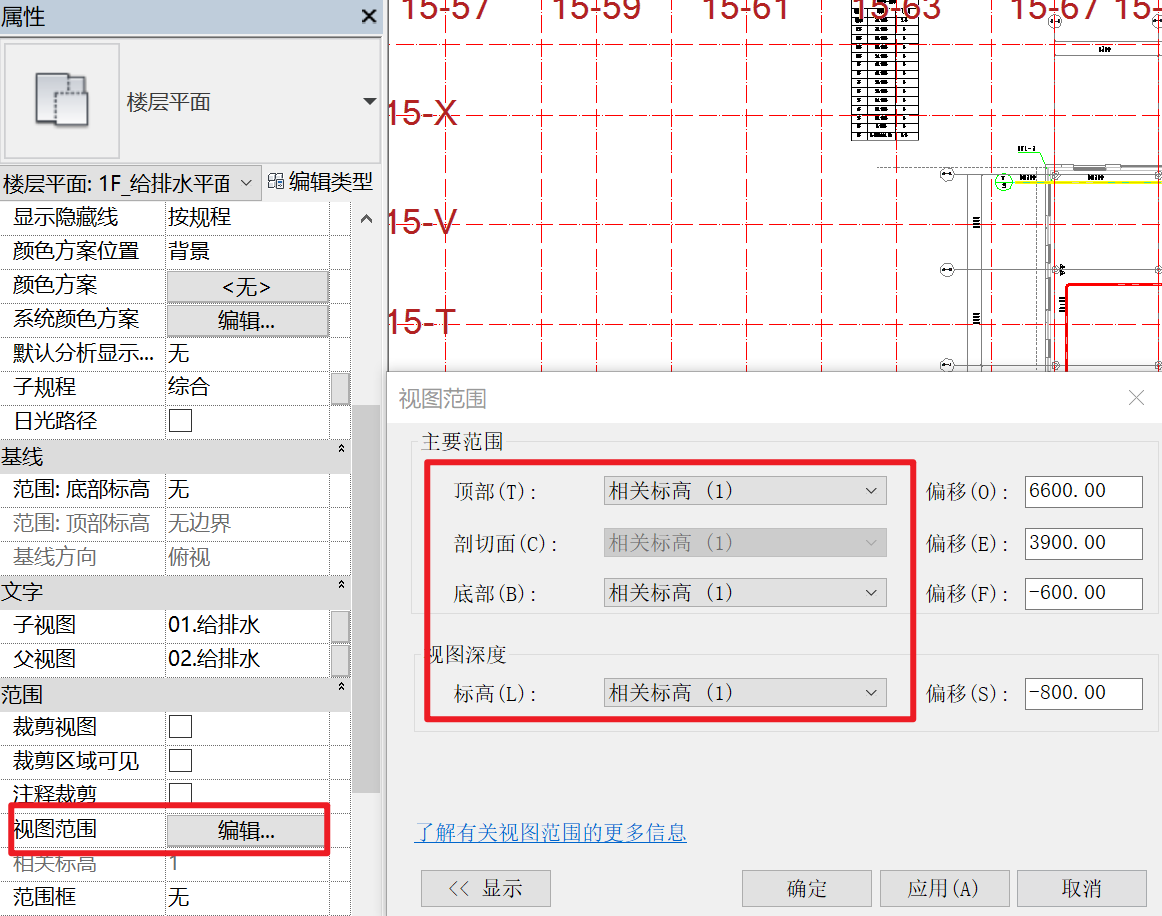 属性
楼层平面
楼层平面: 1F_给排水平面
编辑类型
显示隐藏线 按规程
颜色方案位置 背景
颜色方案 <无>
系统颜色方案 编辑...
默认分析显示... 无
子规程 综合
日光路径
基线
范围: 底部标高 无
范围: 顶部标高 无边界
基线方向 俯视
文字
子视图 01.给排水
父视图 02.给排水
范围
裁剪视图
裁剪区域可见
注释裁剪
视图范围 编辑...
相关标高 1
范围框 无
15-57 15-59 15-61 15-63 15-67 15-
15-X
15-V
15-T
视图范围
主要范围
顶部(T): 相关标高 (1) 偏移(O): 6600.00
剖切面(C): 相关标高 (1) 偏移(E): 3900.00
底部(B): 相关标高 (1) 偏移(F): -600.00
视图深度
标高(L): 相关标高 (1) 偏移(S): -800.00
了解有关视图范围的更多信息
<< 显示 确定 应用(A) 取消